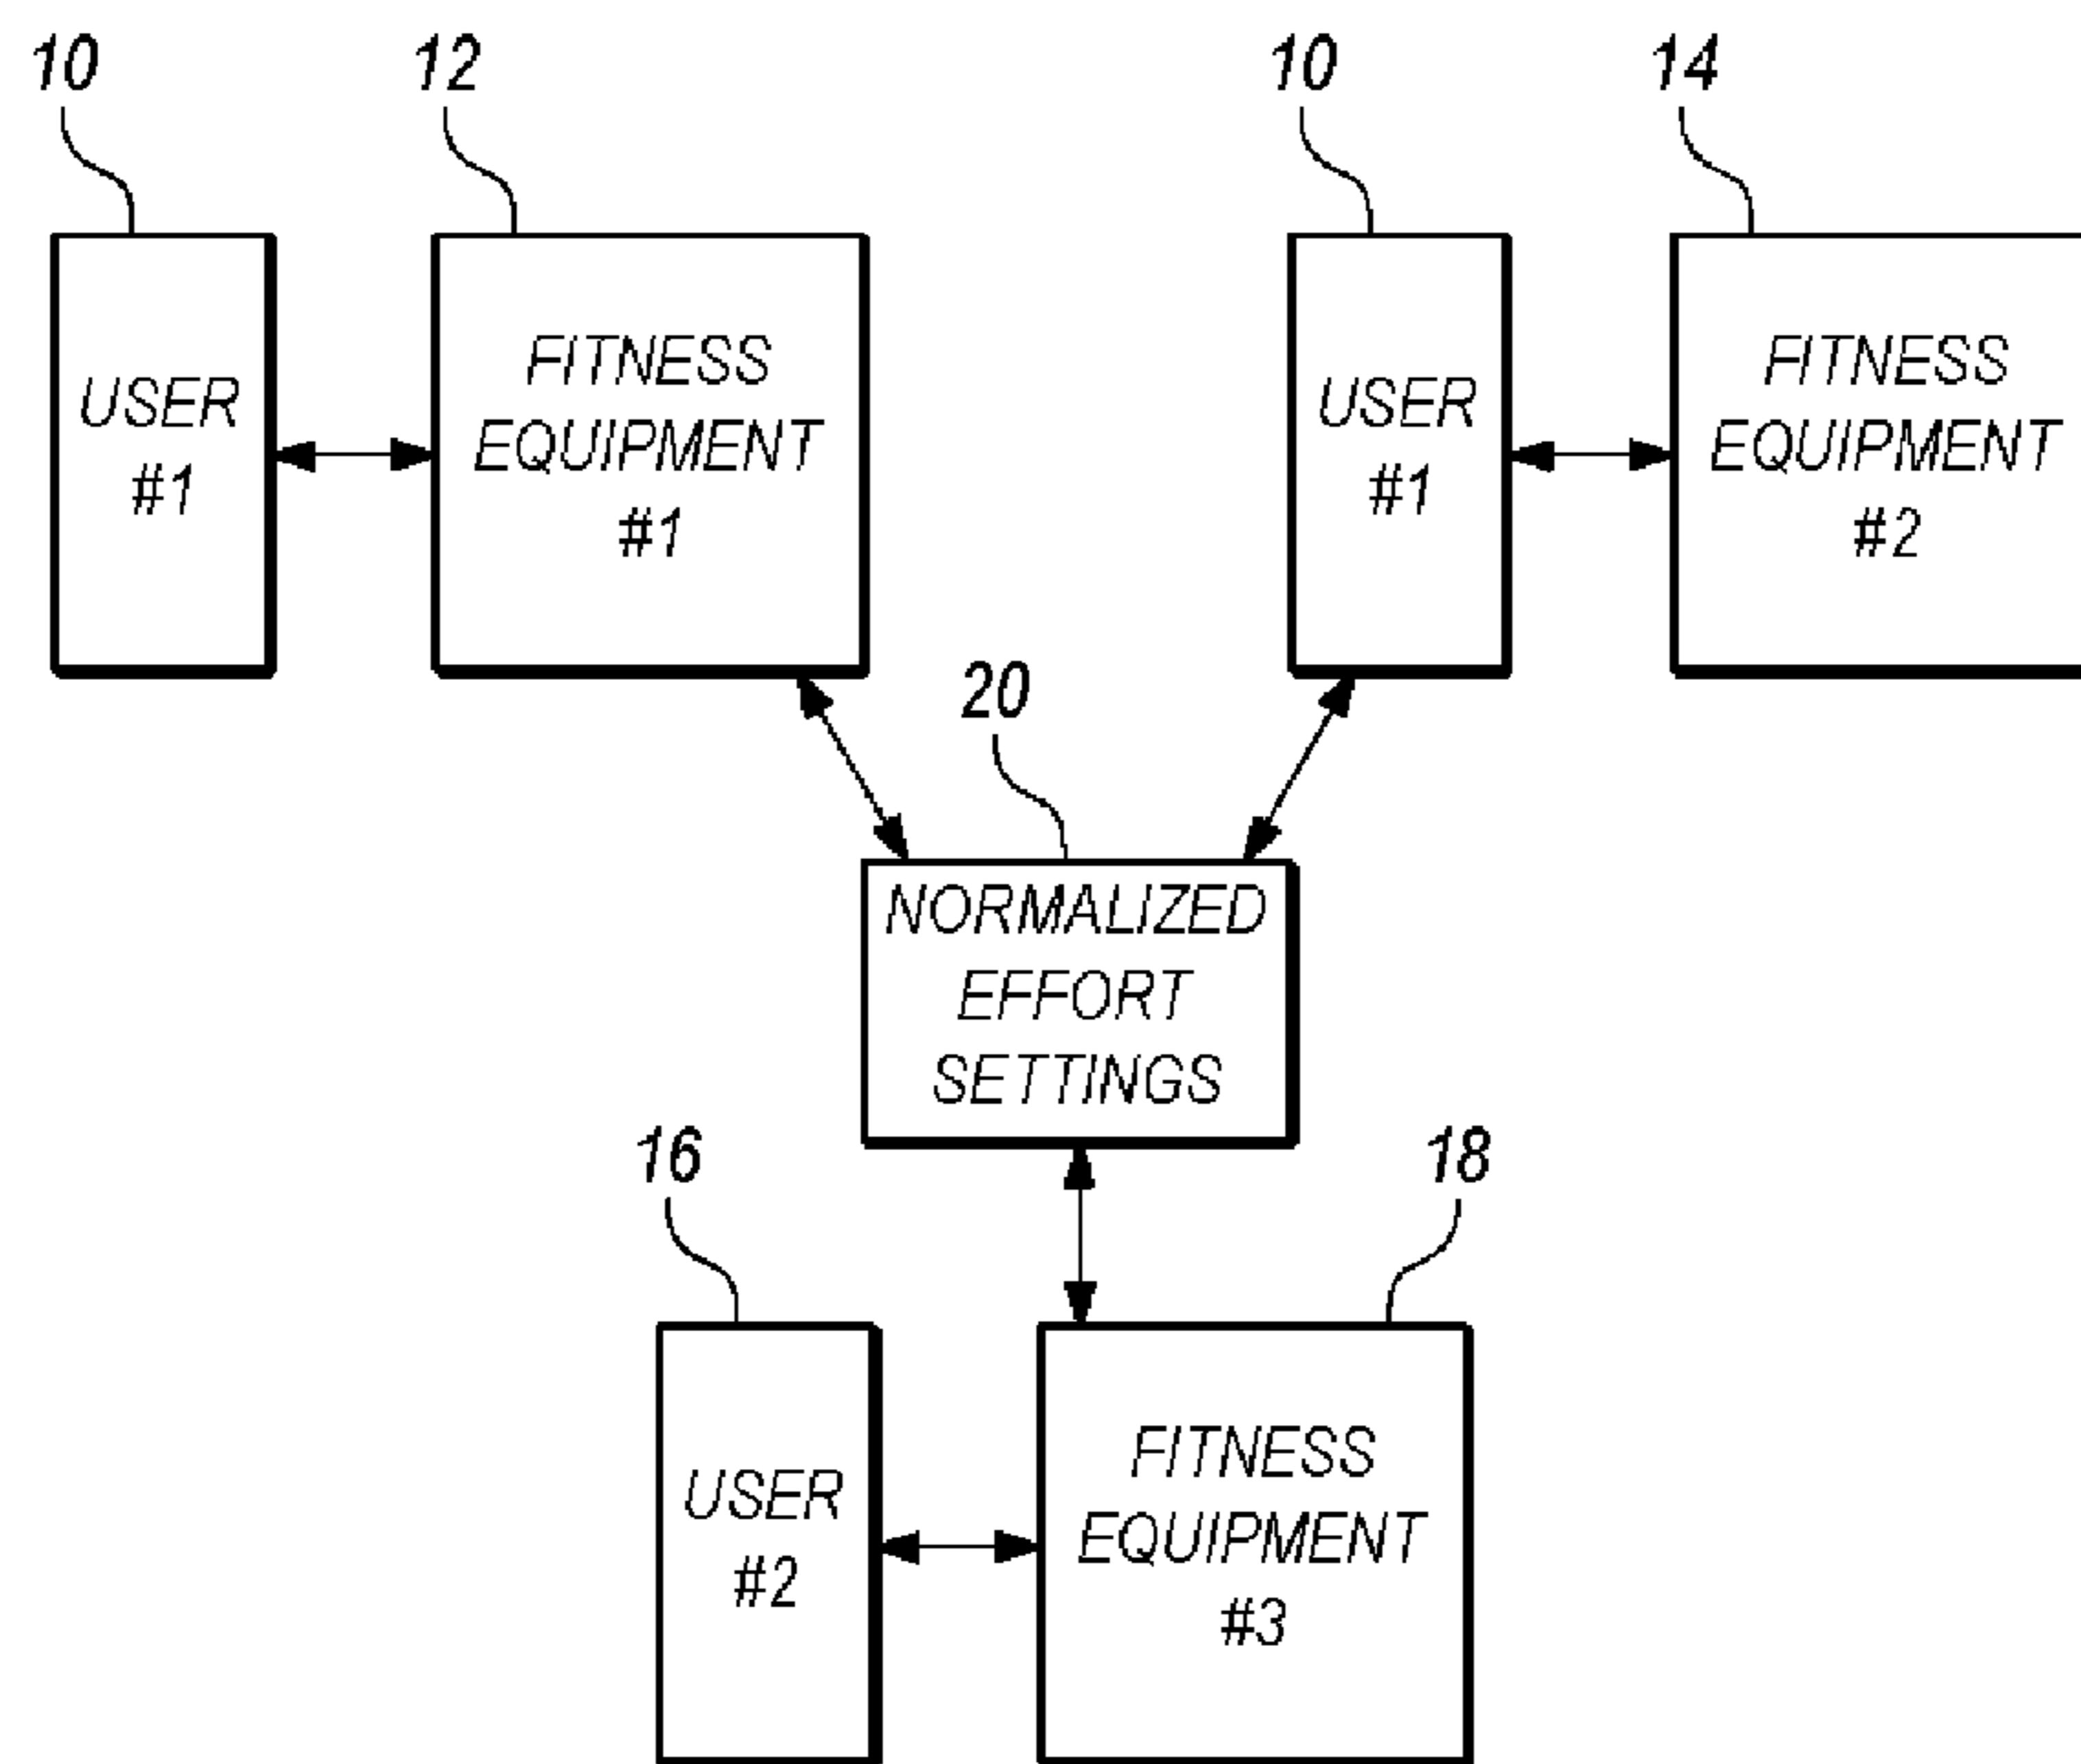 10
12
10
14
USER
#1
FITNESS
EQUIPMENT
#1
USER
#1
FITNESS
EQUIPMENT
#2
20
NORMALIZED
EFFORT
SETTINGS
16
18
USER
#2
FITNESS
EQUIPMENT
#3